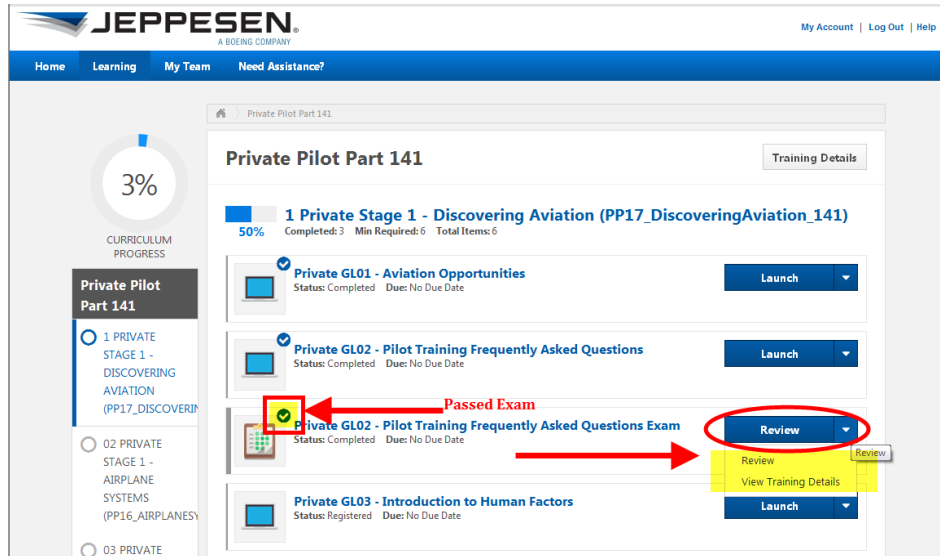 JEPPESEN.
A BOEING COMPANY
My Account | Log Out | Help
Home Learning My Team Need Assistance?
Private Pilot Part 141
3%
CURRICULUM
PROGRESS
Private Pilot
Part 141
1 PRIVATE
STAGE 1 -
DISCOVERING
AVIATION
(PP17_DISCOVERIN
02 PRIVATE
STAGE 1 -
AIRPLANE
SYSTEMS
(PP16_AIRPLANESY
03 PRIVATE
Private Pilot Part 141
Training Details
1 Private Stage 1 - Discovering Aviation (PP17_DiscoveringAviation_141)
50% Completed: 3 Min Required: 6 Total Items: 6
Private GL01 - Aviation Opportunities
Status: Completed Due: No Due Date
Launch
Private GL02 - Pilot Training Frequently Asked Questions
Status: Completed Due: No Due Date
Launch
Passed Exam
Private GL02 - Pilot Training Frequently Asked Questions Exam
Status: Completed Due: No Due Date
Review
Review
Review
View Training Details
Private GL03 - Introduction to Human Factors
Status: Registered Due: No Due Date
Launch